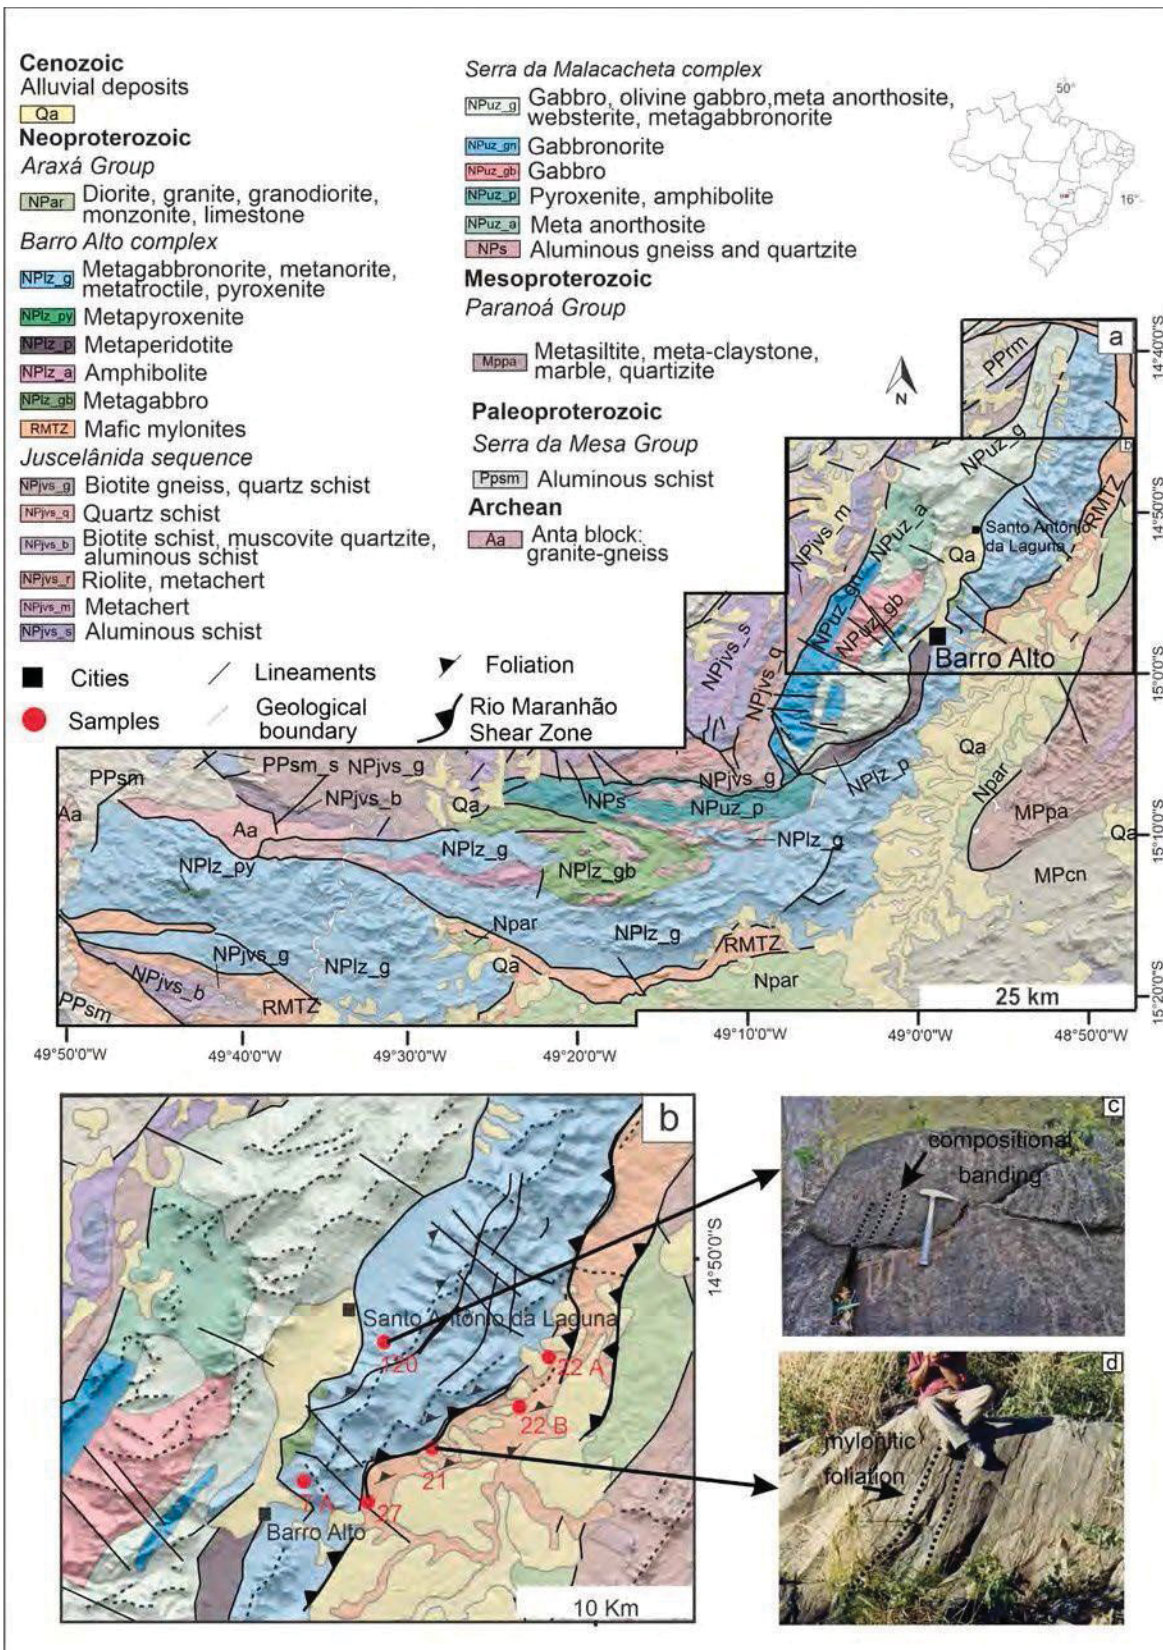 Cenozoic
Alluvial deposits
Qa
Neoproterozoic
Araxá Group
NPar Diorite, granite, granodiorite,
monzonite, limestone
Barro Alto complex
NPlz_g Metagabbronorite, metanorite,
metatroctile, pyroxenite
NPlz_py Metapyroxenite
NPlz_p Metaperidotite
NPlz_a Amphibolite
NPlz_gb Metagabbro
RMTZ Mafic mylonites
Juscelânida sequence
NPjvs_g Biotite gneiss, quartz schist
NPjvs_q Quartz schist
NPjvs_b Biotite schist, muscovite quartzite,
aluminous schist
NPjvs_r Riolite, metachert
NPjvs_m Metachert
NPjvs_s Aluminous schist
Serra da Malacacheta complex
NPuz_g Gabbro, olivine gabbro,meta anorthosite,
websterite, metagabbronorite
NPuz_gn Gabbronorite
NPuz_gb Gabbro
NPuz_p Pyroxenite, amphibolite
NPuz_a Meta anorthosite
NPs Aluminous gneiss and quartzite
Mesoproterozoic
Paranoá Group
Mppa Metasiltite, meta-claystone,
marble, quartizite
Paleoproterozoic
Serra da Mesa Group
Ppsm Aluminous schist
Archean
Aa Anta block:
granite-gneiss
Cities
Lineaments
Foliation
Samples
Geological
boundary
Rio Maranhão
Shear Zone
50°
16°
N
a
PPrm
NPuz_g
b
RMTZ
NPjvs_m
NPuz_a
Santo Antônio
da Laguna
Qa
NPuz_gn
NPuz_gb
Barro Alto
NPjvs_s
NPjvs_q
PPsm
PPsm_s
NPjvs_g
NPjvs_g
NPlz_p
Qa
Npar
NPjvs_b
Qa
NPs
NPuz_p
MPpa
Aa
Aa
Qa
NPlz_py
NPlz_g
NPlz_g
NPlz_gb
MPcn
Npar
NPlz_g
RMTZ
NPjvs_g
NPlz_g
Qa
Npar
NPjvs_b
RMTZ
PPsm
25 km
14°40'0"S
14°50'0"S
15°0'0"S
15°10'0"S
15°20'0"S
49°50'0"W
49°40'0"W
49°30'0"W
49°20'0"W
49°10'0"W
49°0'0"W
48°50'0"W
b
14°50'0"S
Santo Antônio da Laguna
120
22 A
22 B
21
7 A
27
Barro Alto
10 Km
c
compositional
banding
d
mylonitic
foliation